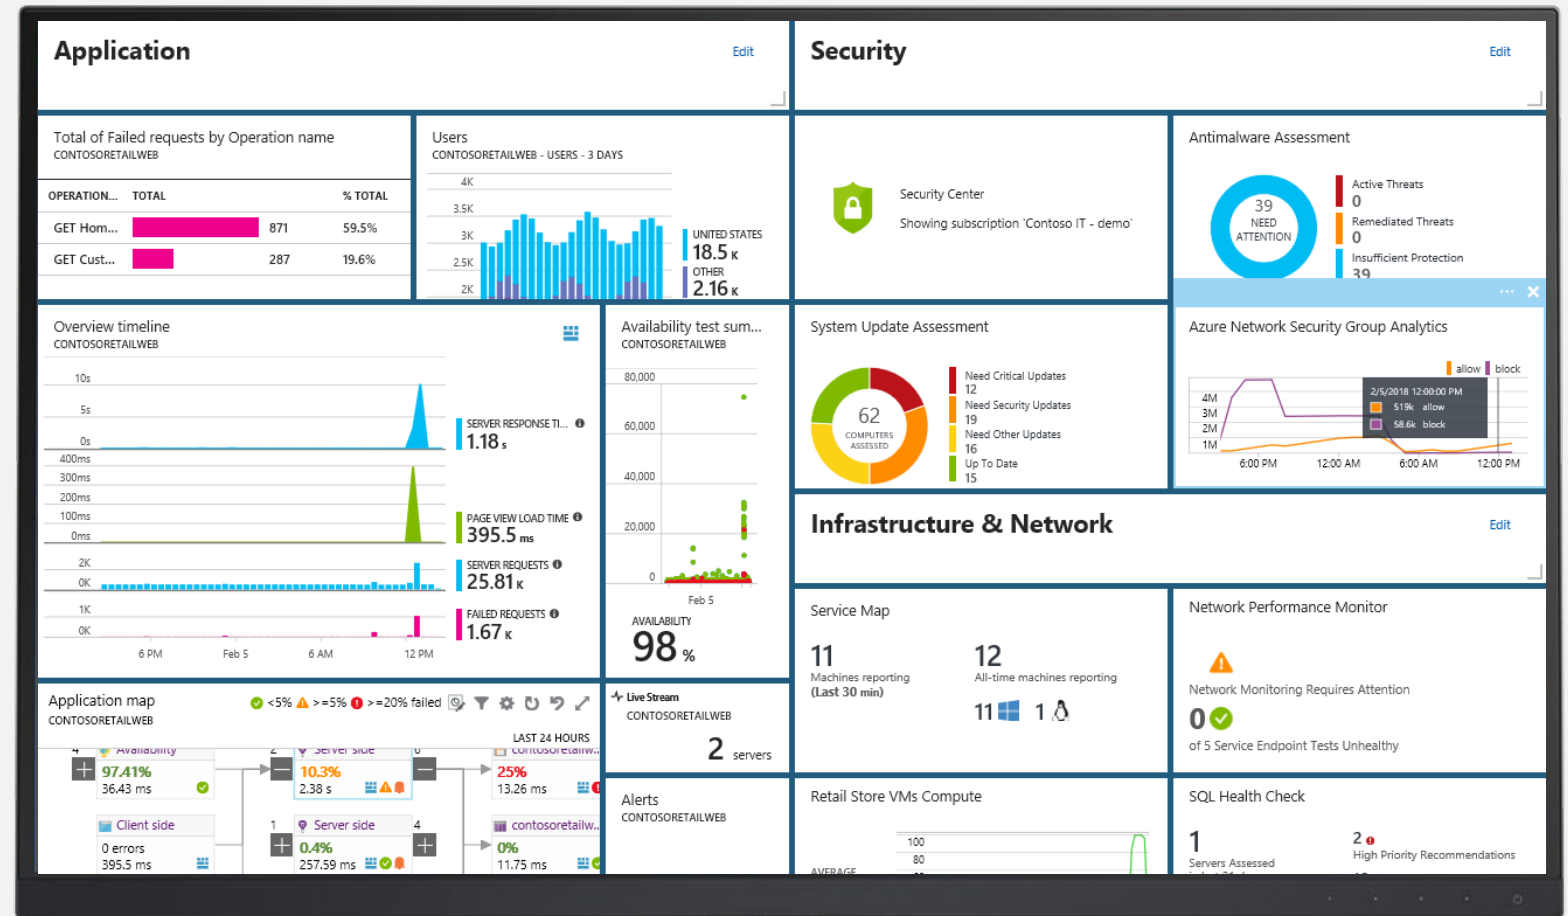 Application
Edit
Security
Edit
Total of Failed requests by Operation name
CONTOSORETAILWEB
OPERATION... TOTAL % TOTAL
GET Hom... 871 59.5%
GET Cust... 287 19.6%
Users
CONTOSORETAILWEB - USERS - 3 DAYS
4K
3.5K
3K
2.5K
2K
UNITED STATES
18.5 K
OTHER
2.16 K
Security Center
Showing subscription 'Contoso IT - demo'
Antimalware Assessment
39
NEED
ATTENTION
Active Threats
0
Remediated Threats
0
Insufficient Protection
39
Overview timeline
CONTOSORETAILWEB
10s
5s
0s
SERVER RESPONSE TI...
1.18 s
400ms
300ms
200ms
100ms
0ms
PAGE VIEW LOAD TIME
395.5 ms
2K
0K
SERVER REQUESTS
25.81 K
1K
0K
FAILED REQUESTS
1.67 K
6 PM Feb 5 6 AM 12 PM
Availability test sum...
CONTOSORETAILWEB
80,000
60,000
40,000
20,000
0
Feb 5
AVAILABILITY
98 %
System Update Assessment
62
COMPUTERS
ASSESSED
Need Critical Updates
12
Need Security Updates
19
Need Other Updates
16
Up To Date
15
Azure Network Security Group Analytics
allow block
4M
3M
2M
1M
2/5/2018 12:00:00 PM
519k allow
58.6k block
6:00 PM 12:00 AM 6:00 AM 12:00 PM
Infrastructure & Network
Edit
Service Map
11
Machines reporting
(Last 30 min)
12
All-time machines reporting
11 1
Network Performance Monitor
Network Monitoring Requires Attention
0
of 5 Service Endpoint Tests Unhealthy
Application map
CONTOSORETAILWEB
<5% >=5% >=20% failed
LAST 24 HOURS
4 Availability
97.41%
36.43 ms
2 Server side 6
10.3%
2.38 s
contosoretailw...
25%
13.26 ms
Client side
0 errors
395.5 ms
1 Server side 4
0.4%
257.59 ms
contosoretailw...
0%
11.75 ms
Live Stream
CONTOSORETAILWEB
2 servers
Alerts
CONTOSORETAILWEB
Retail Store VMs Compute
100
80
AVERAGE
SQL Health Check
1
Servers Assessed
2
High Priority Recommendations